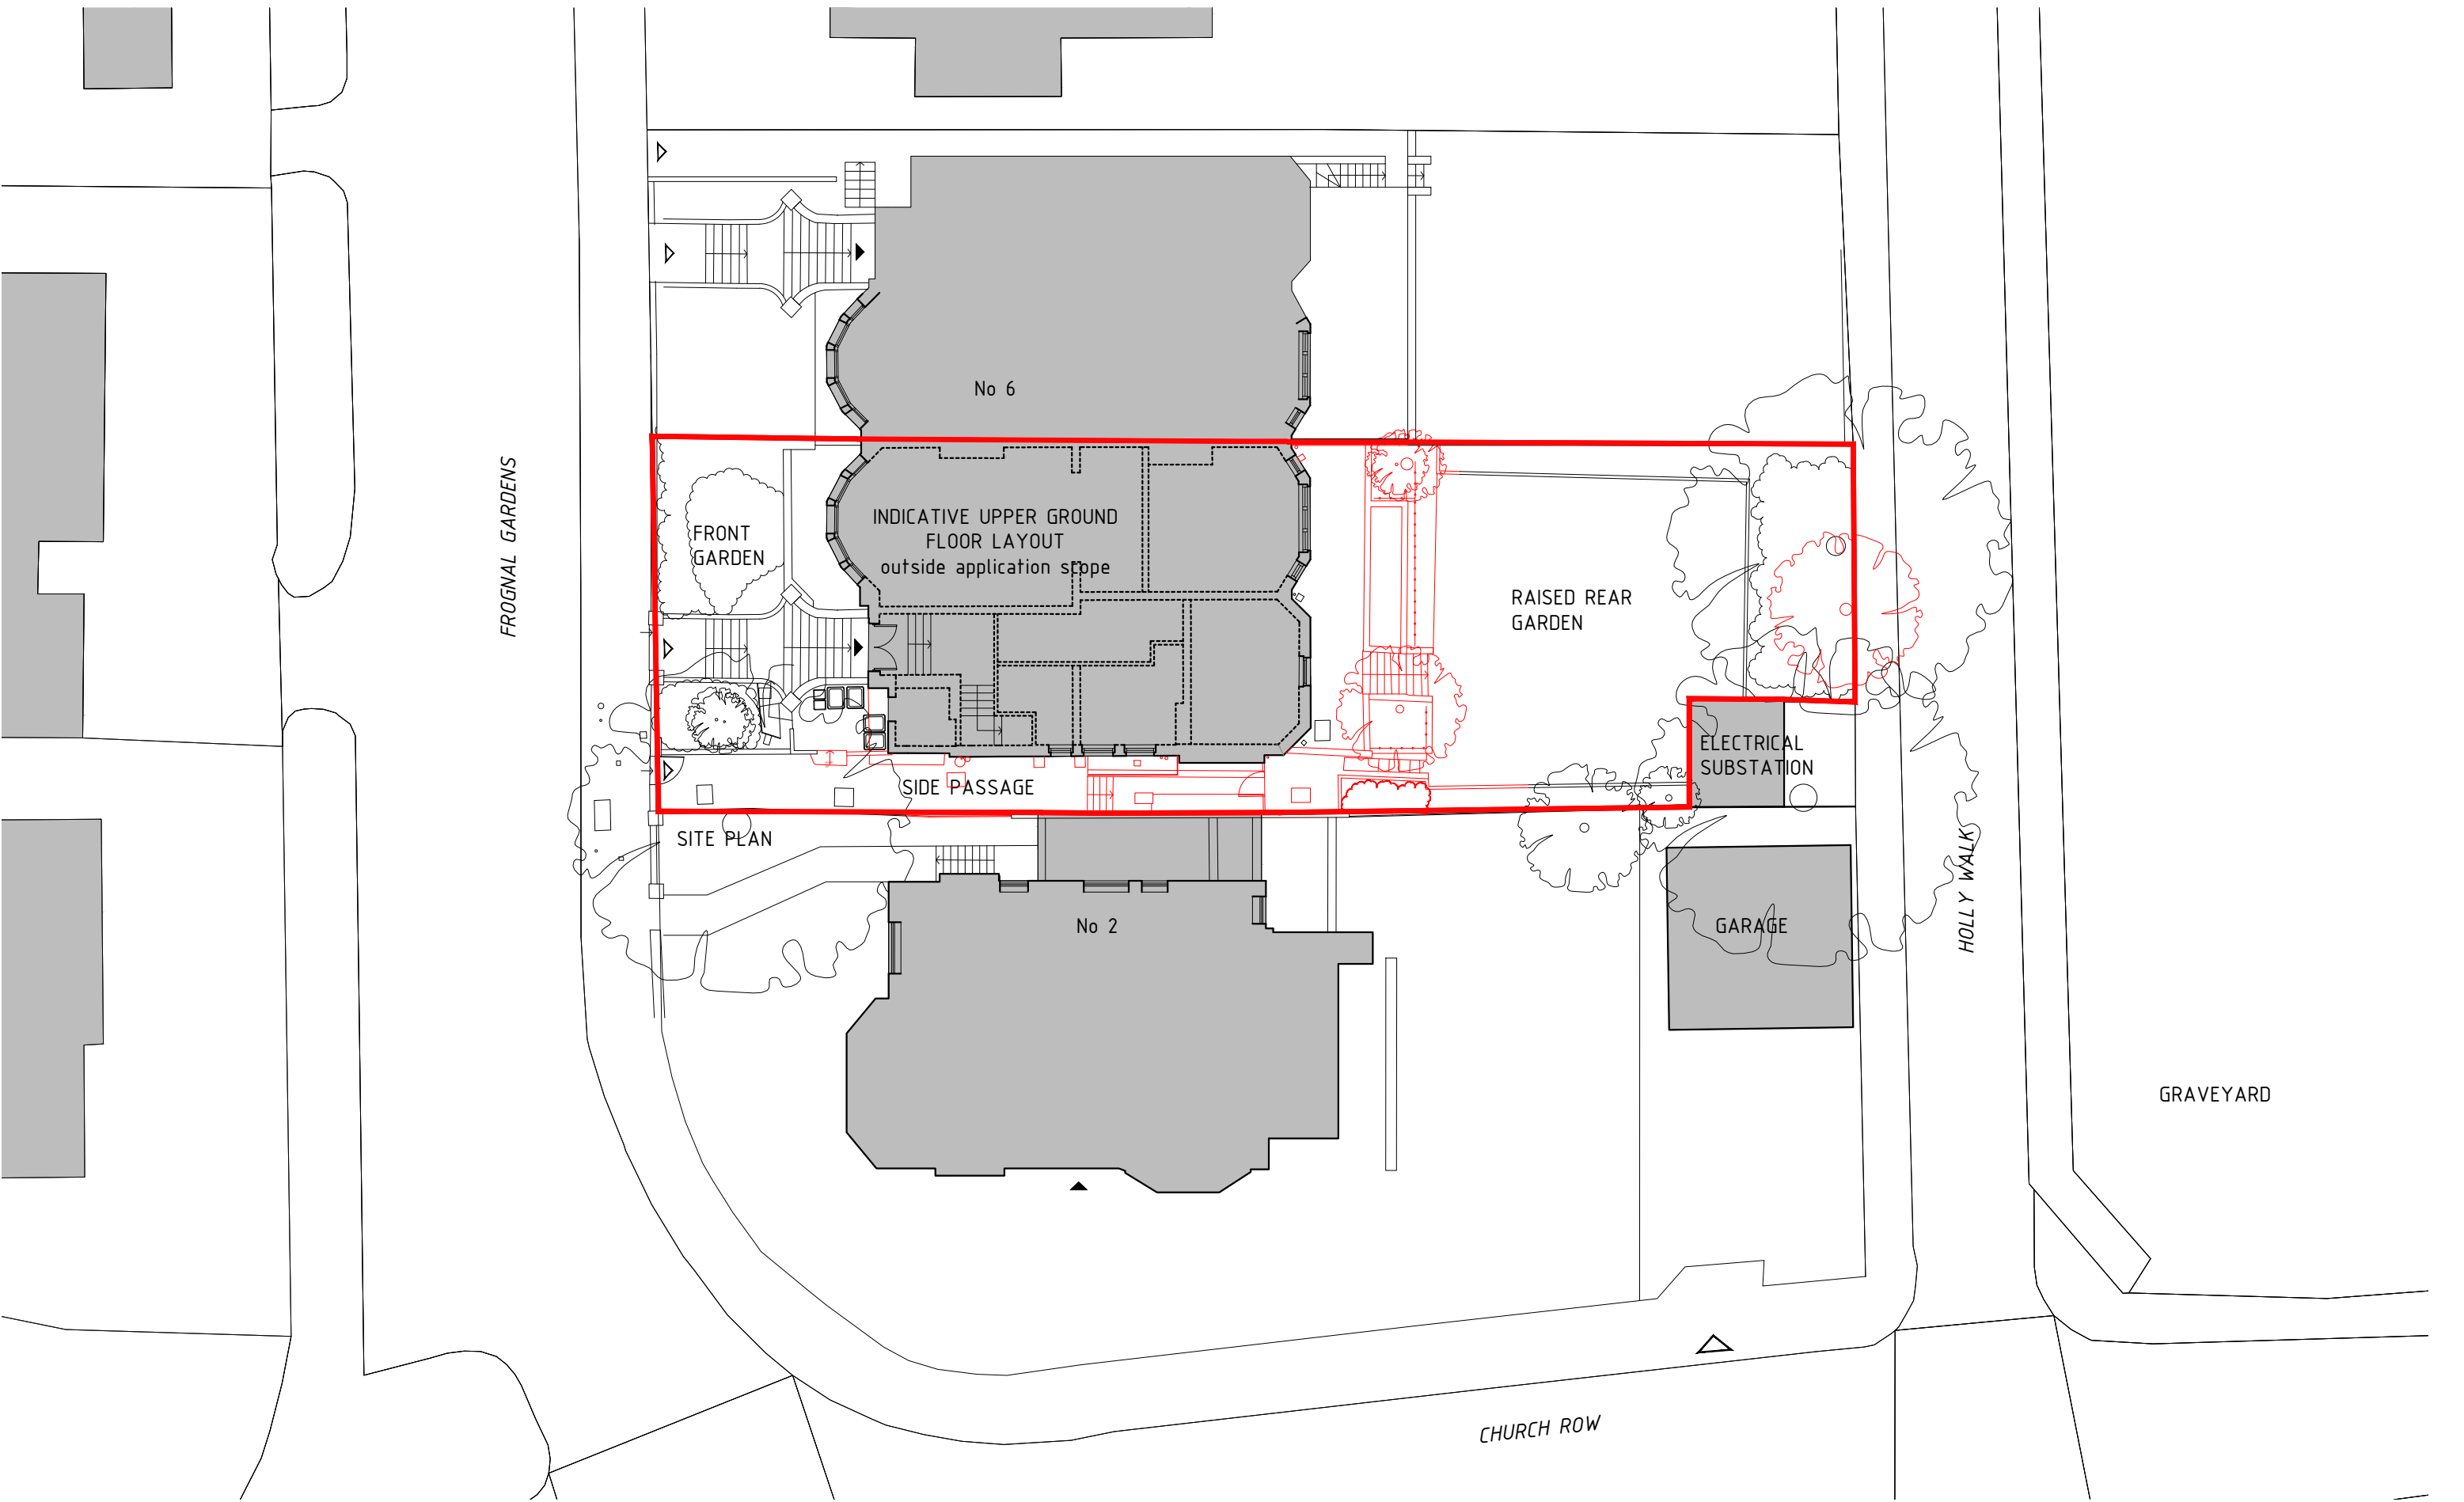 No 6
FROGNAL GARDENS
FRONT
GARDEN
INDICATIVE UPPER GROUND
FLOOR LAYOUT
outside application scope
RAISED REAR
GARDEN
ELECTRICAL
SUBSTATION
SIDE PASSAGE
SITE PLAN
No 2
GARAGE
HOLLY WALK
GRAVEYARD
CHURCH ROW